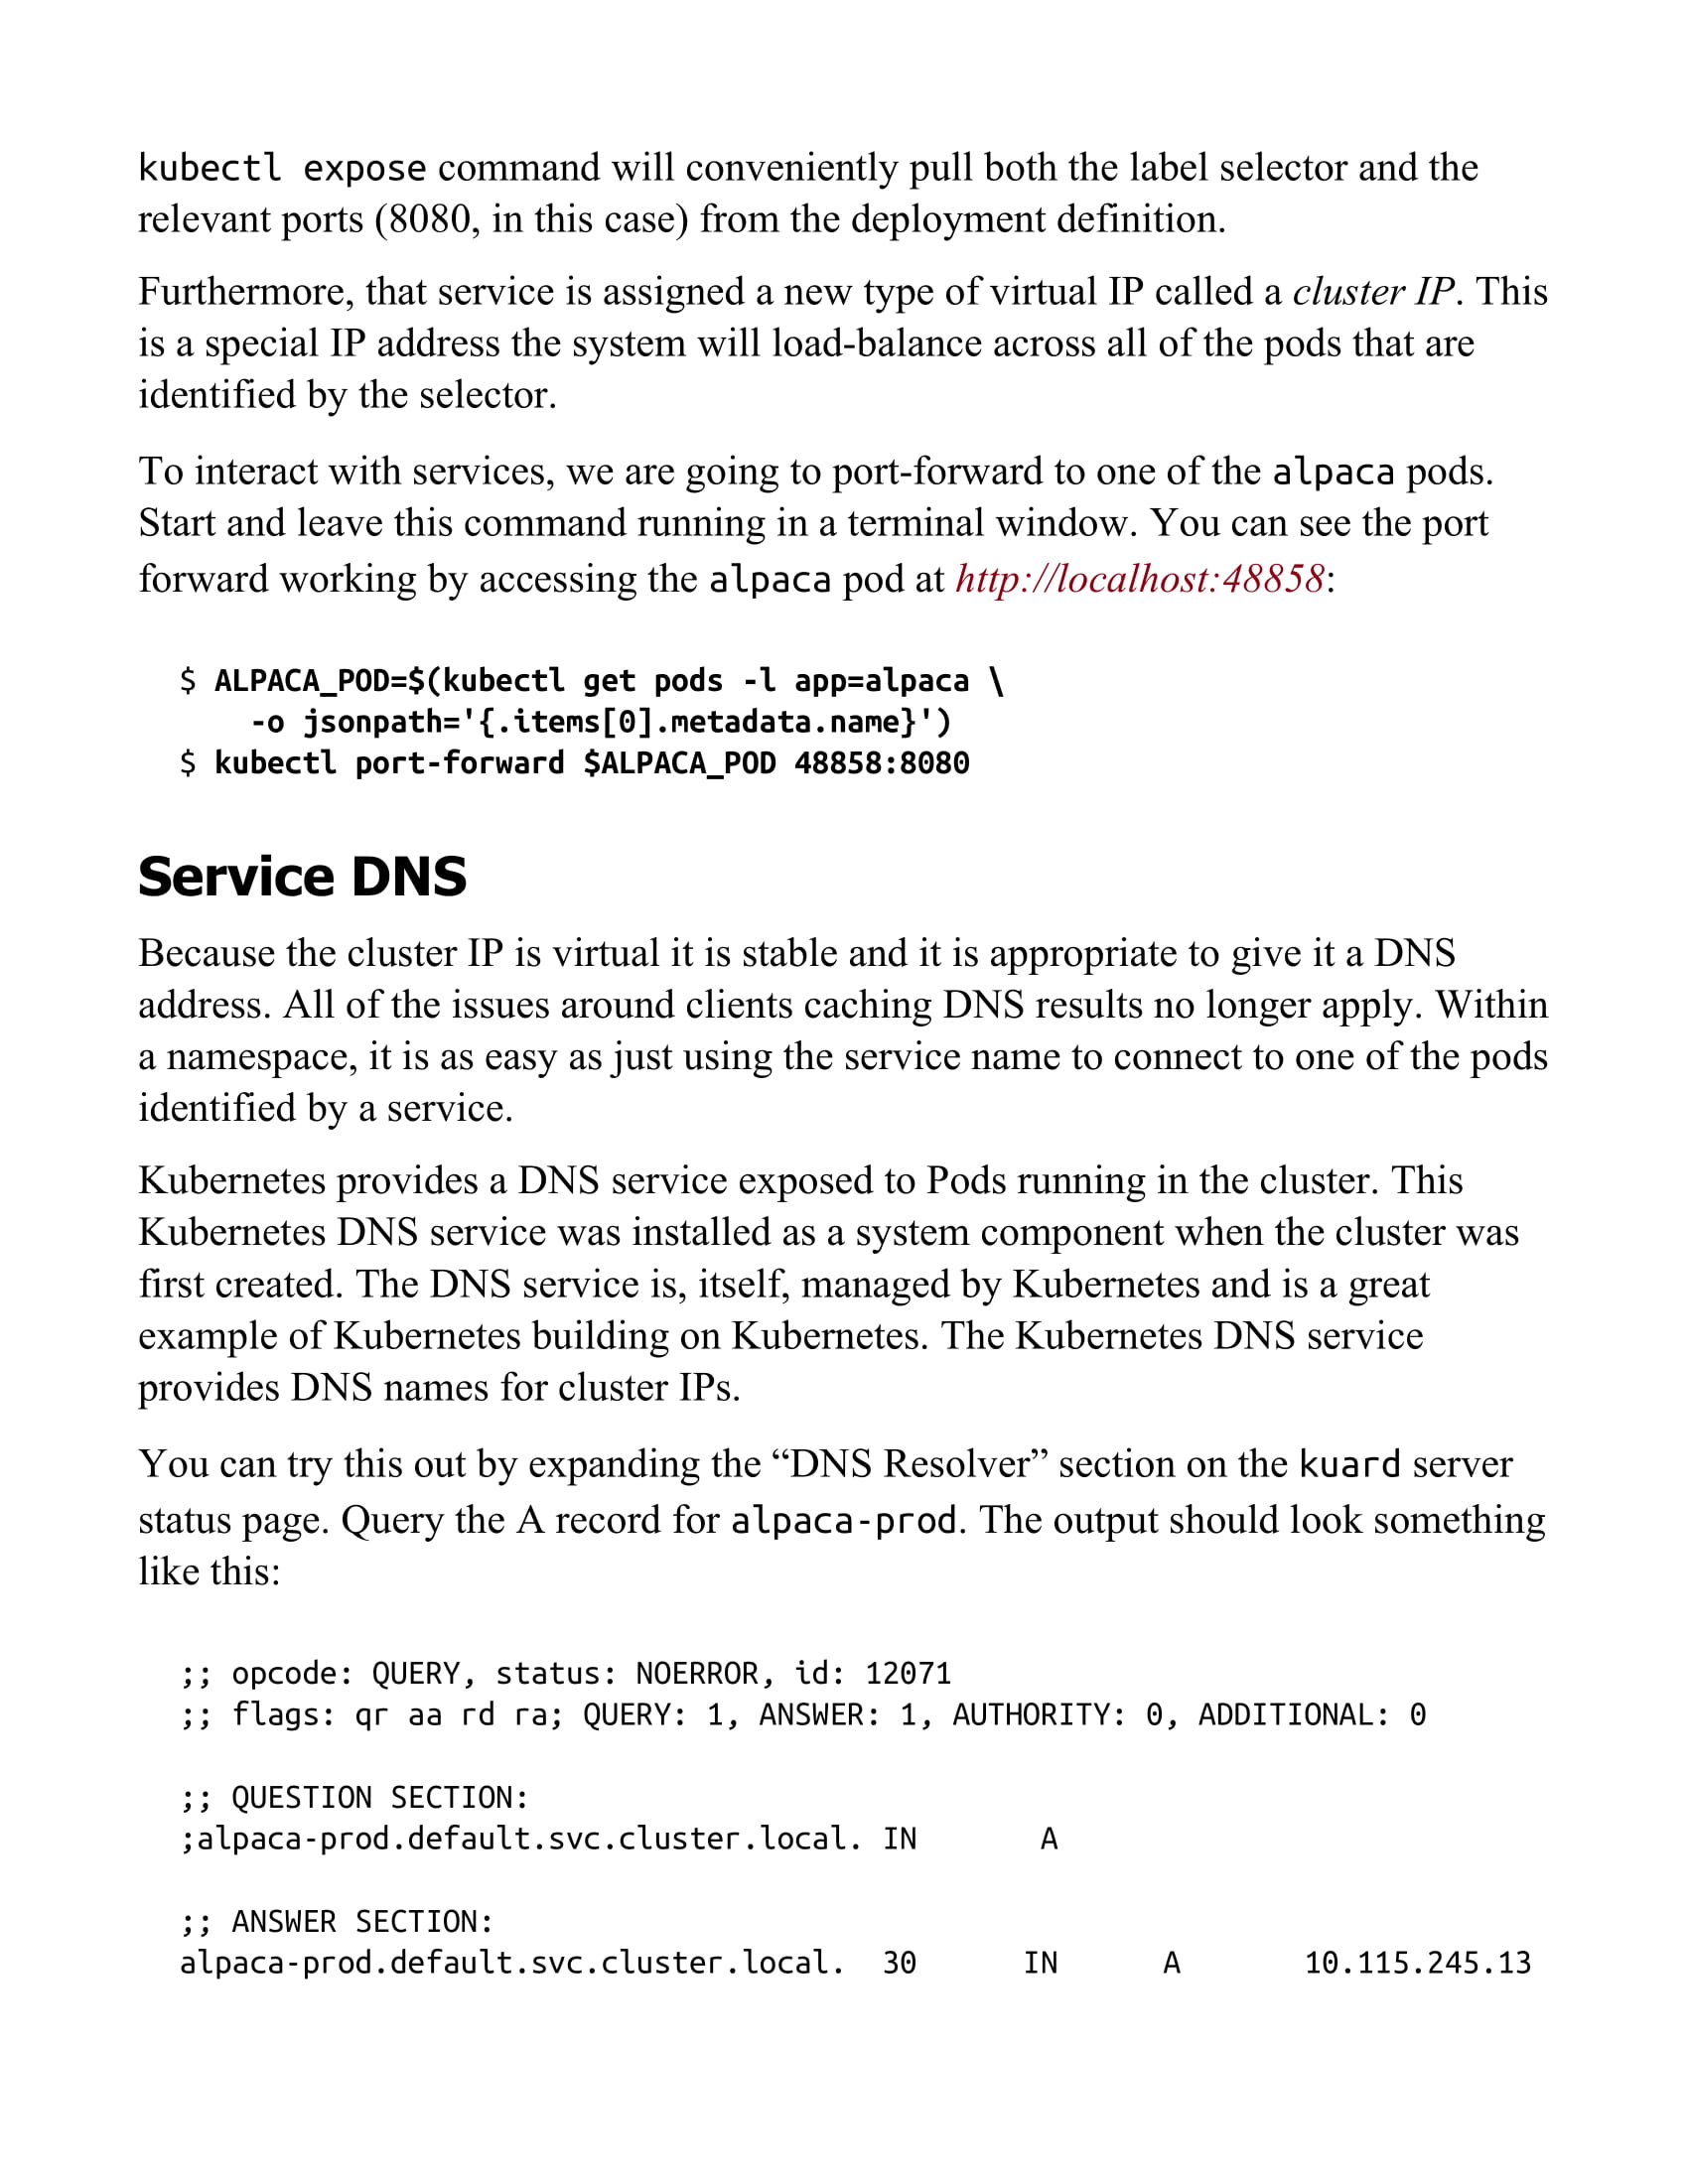 kubectl expose command will conveniently pull both the label selector and the
relevant ports (8080, in this case) from the deployment definition.
Furthermore, that service is assigned a new type of virtual IP called a cluster IP. This
is a special IP address the system will load-balance across all of the pods that are
identified by the selector.
To interact with services, we are going to port-forward to one of the alpaca pods.
Start and leave this command running in a terminal window. You can see the port
forward working by accessing the alpaca pod at http://localhost:48858:
$ ALPACA_POD=$(kubectl get pods -l app=alpaca \
-o jsonpath='{.items[0].metadata.name}')
$ kubectl port-forward $ALPACA_POD 48858:8080
Service DNS
Because the cluster IP is virtual it is stable and it is appropriate to give it a DNS
address. All of the issues around clients caching DNS results no longer apply. Within
a namespace, it is as easy as just using the service name to connect to one of the pods
identified by a service.
Kubernetes provides a DNS service exposed to Pods running in the cluster. This
Kubernetes DNS service was installed as a system component when the cluster was
first created. The DNS service is, itself, managed by Kubernetes and is a great
example of Kubernetes building on Kubernetes. The Kubernetes DNS service
provides DNS names for cluster IPs.
You can try this out by expanding the “DNS Resolver” section on the kuard server
status page. Query the A record for alpaca-prod. The output should look something
like this:
;; opcode: QUERY, status: NOERROR, id: 12071
;; flags: qr aa rd ra; QUERY: 1, ANSWER: 1, AUTHORITY: 0, ADDITIONAL: 0
;; QUESTION SECTION:
;alpaca-prod.default.svc.cluster.local. IN A
;; ANSWER SECTION:
alpaca-prod.default.svc.cluster.local. 30 IN A 10.115.245.13